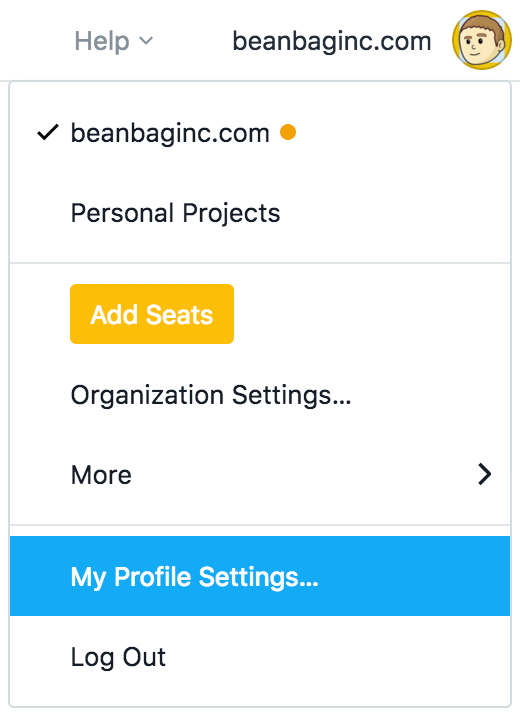 Help
beanbaginc.com
beanbaginc.com
Personal Projects
Add Seats
Organization Settings...
More
My Profile Settings...
Log Out